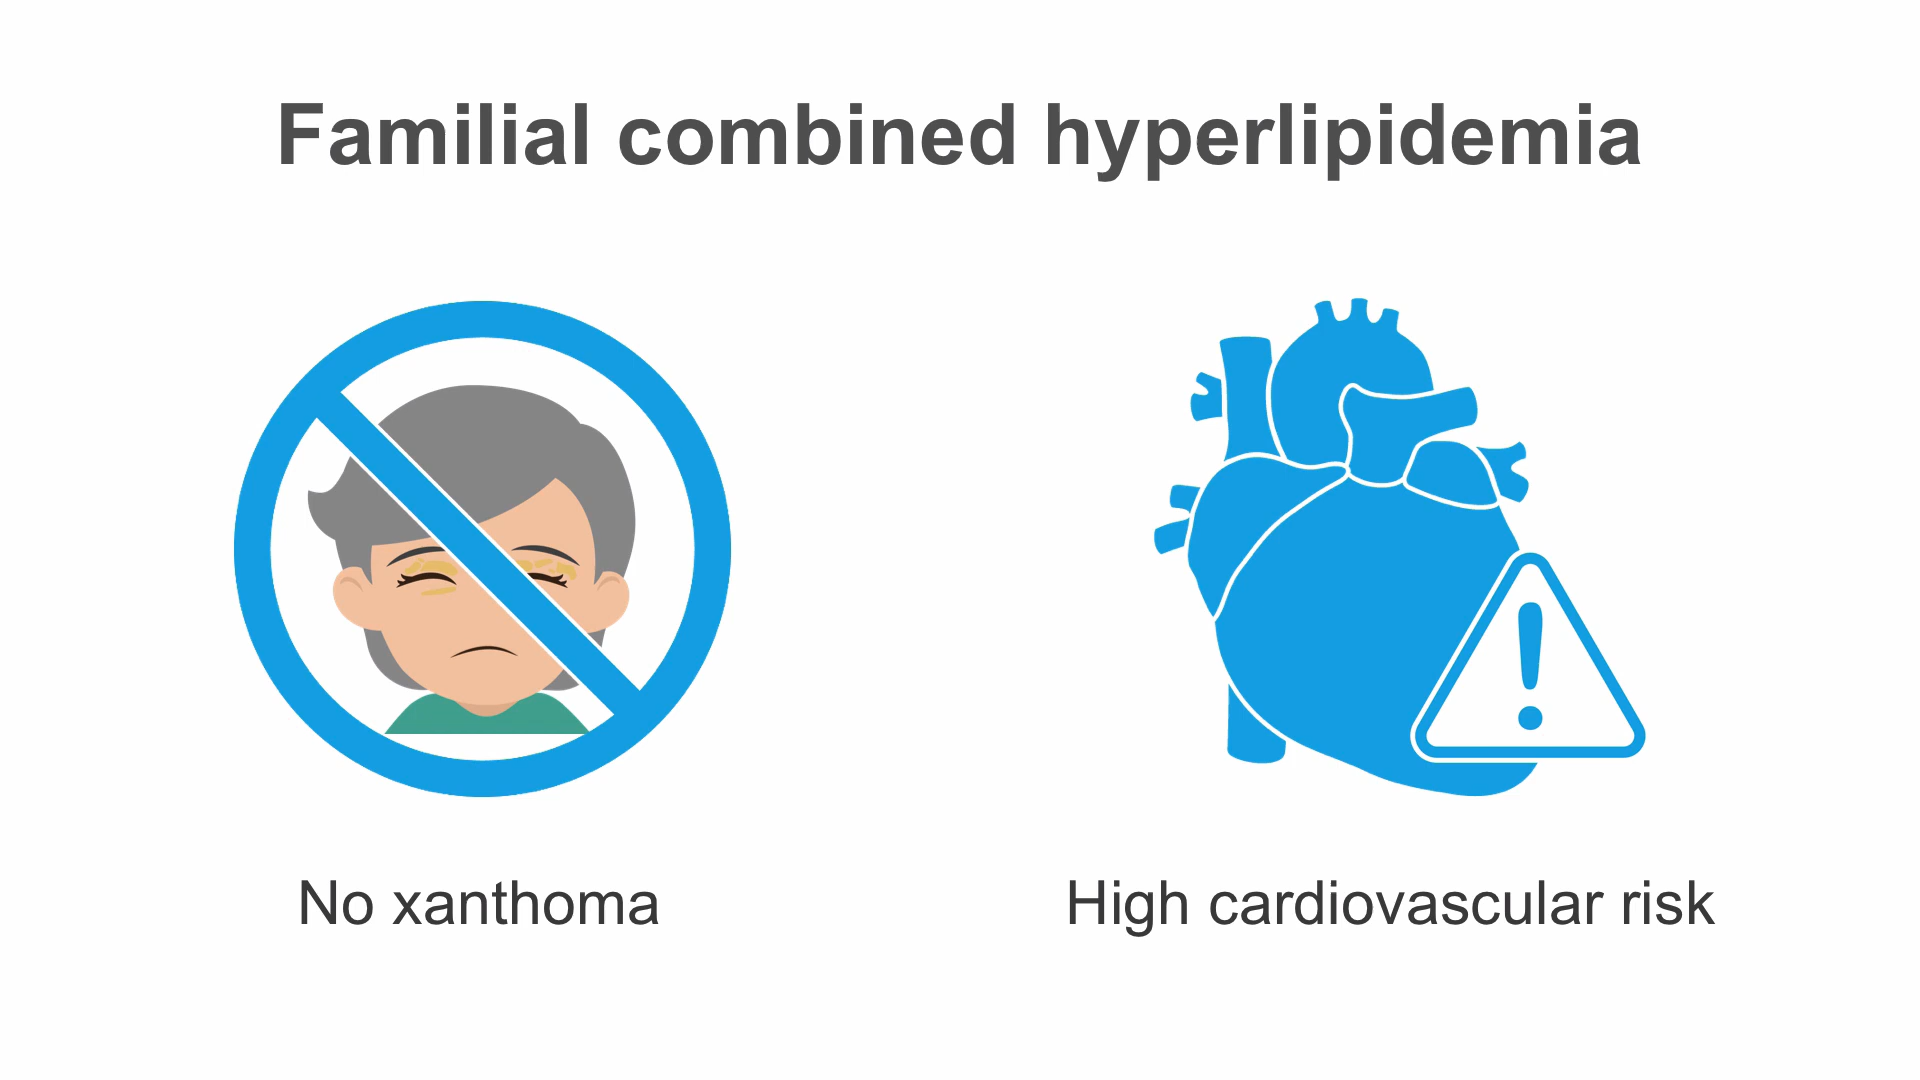 Familial combined hyperlipidemia
No xanthoma
High cardiovascular risk